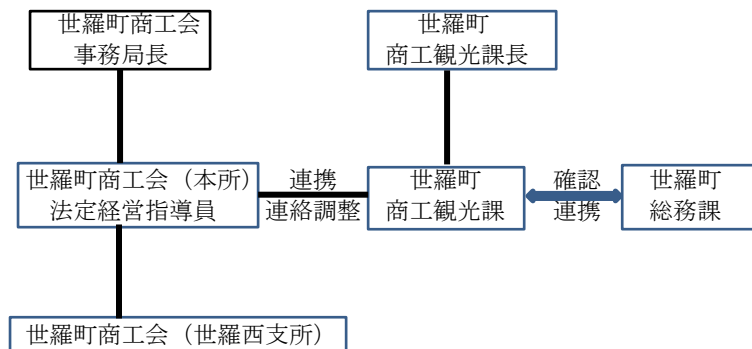 世羅町商工会
事務局長
世羅町
商工観光課長
世羅町商工会（本所）
法定経営指導員
連携
連絡調整
世羅町
商工観光課
確認
連携
世羅町
総務課
世羅町商工会（世羅西支所）